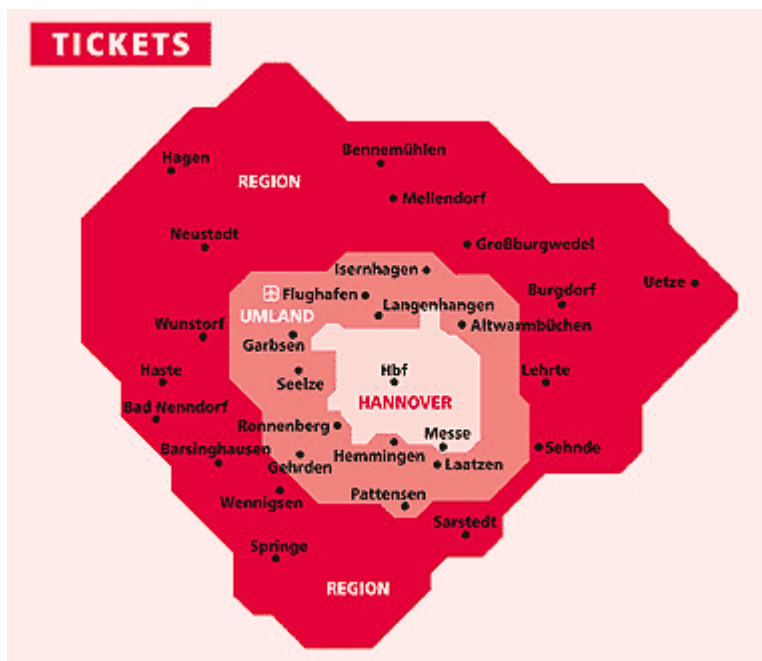 TICKETS
Bennemühlen
Hagen
REGION
Mellendorf
Neustadt
Großburgwedel
Isernhagen
Uetze
Burgdorf
Flughafen
Langenhangen
UMLAND
Wunstorf
Altwarmbüchen
Garbsen
Haste
Hbf
Lehrte
Seelze
HANNOVER
Bad Nenndorf
Ronnenberg
Messe
Barsinghausen
Hemmingen
Sehnde
Gehrden
Laatzen
Pattensen
Wennigsen
Sarstedt
Springe
REGION